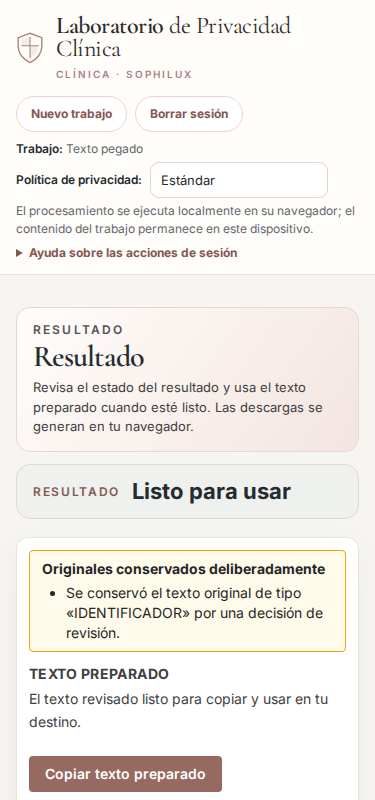 Laboratorio de Privacidad
Clínica
CLÍNICA · SOPHILUX
Nuevo trabajo
Borrar sesión
Trabajo: Texto pegado
Política de privacidad: Estándar
El procesamiento se ejecuta localmente en su navegador; el
contenido del trabajo permanece en este dispositivo.
Ayuda sobre las acciones de sesión
RESULTADO
Resultado
Revisa el estado del resultado y usa el texto
preparado cuando esté listo. Las descargas se
generan en tu navegador.
RESULTADO Listo para usar
Originales conservados deliberadamente
• Se conservó el texto original de tipo
«IDENTIFICADOR» por una decisión de
revisión.
TEXTO PREPARADO
El texto revisado listo para copiar y usar en tu
destino.
Copiar texto preparado